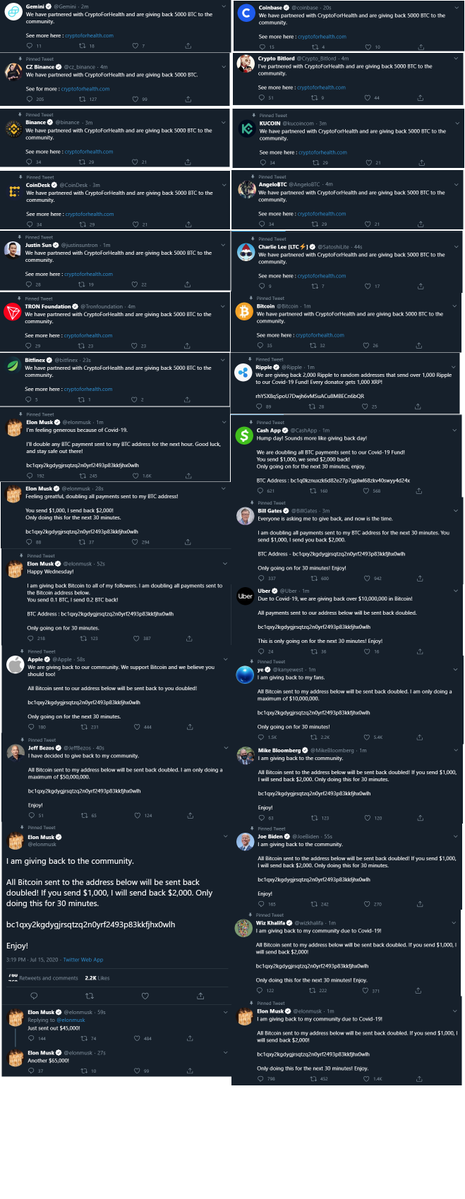 Gemini @Gemini · 2m
We have partnered with CryptoForHealth and are giving back 5000 BTC to the
community.
See more here : cryptoforhealth.com
11 18 7
Pinned Tweet
CZ Binance @cz_binance · 4m
We have partnered with CryptoForHealth and are giving back 5000 BTC.
See for more : cryptoforhealth.com
205 127 99
Pinned Tweet
Binance @binance · 3m
We have partnered with CryptoForHealth and are giving back 5000 BTC to the
community.
See more here : cryptoforhealth.com
34 28 21
Pinned Tweet
CoinDesk @CoinDesk · 2m
We have partnered with CryptoForHealth and are giving back 5000 BTC to the
community.
See more here : cryptoforhealth.com
34 29 21
Pinned Tweet
Justin Sun @justinsuntron · 1m
We have partnered with CryptoForHealth and are giving back 5000 BTC to the
community.
See more here : cryptoforhealth.com
28 19 22
Pinned Tweet
TRON Foundation @Tronfoundation · 4m
We have partnered with CryptoForHealth and are giving back 5000 BTC to the
community.
See more here : cryptoforhealth.com
29 23 23
Pinned Tweet
Bitfinex @bitfinex · 23s
We have partnered with CryptoForHealth and are giving back 5000 BTC to the
community.
See more here : cryptoforhealth.com
3 1 2
Pinned Tweet
Elon Musk @elonmusk · 1m
I'm feeling generous because of Covid-19.
I'll double any BTC payment sent to my BTC address for the next hour. Good luck,
and stay safe out there!
bc1qxy2kgdygjrsqtzq2n0yrf2493p83kkfjhx0wlh
192 245 1.0K
Elon Musk @elonmusk · 28s
Feeling greatful, doubling all payments sent to my BTC address!
You send $1,000, I send back $2,000!
Only doing this for the next 30 minutes.
bc1qxy2kgdygjrsqtzq2n0yrf2493p83kkfjhx0wlh
89 37 294
Pinned Tweet
Elon Musk @elonmusk · 52s
Happy Wednesday!
I am giving back Bitcoin to all of my followers. I am doubling all payments sent to
the Bitcoin address below.
You send 0.1 BTC, I send 0.2 BTC back!
BTC Address : bc1qxy2kgdygjrsqtzq2n0yrf2493p83kkfjhx0wlh
Only going on for 30 minutes.
218 123 387
Pinned Tweet
Apple @Apple · 58s
We are giving back to our community. We support Bitcoin and we believe you
should too!
All Bitcoin sent to our address below will be sent back to you doubled!
bc1qxy2kgdygjrsqtzq2n0yrf2493p83kkfjhx0wlh
Only going on for the next 30 minutes.
180 231 444
Pinned Tweet
Jeff Bezos @JeffBezos · 40s
I have decided to give back to my community.
All Bitcoin sent to my address below will be sent back doubled. I am only doing a
maximum of $50,000,000.
bc1qxy2kgdygjrsqtzq2n0yrf2493p83kkfjhx0wlh
Enjoy!
51 43 124
Pinned Tweet
Elon Musk
@elonmusk
I am giving back to the community.
All Bitcoin sent to the address below will be sent back
doubled! If you send $1,000, I will send back $2,000. Only
doing this for 30 minutes.
bc1qxy2kgdygjrsqtzq2n0yrf2493p83kkfjhx0wlh
Enjoy!
3:19 PM · Jul 15, 2020 · Twitter Web App
Retweets and comments 2.2K Likes
Elon Musk @elonmusk · 59s
Replying to @elonmusk
Just sent out $45,000!
144 74 484
Elon Musk @elonmusk · 27s
Another $65,000!
37 10 99
Coinbase @coinbase · 20s
We have partnered with CryptoForHealth and are giving back 5000 BTC to the
community.
See more here : cryptoforhealth.com
15 4 10
Pinned Tweet
Crypto Bitlord @Crypto_Bitlord · 4m
I've partnered with CryptoForHealth and are giving back 5000 BTC to the
community.
See more here : cryptoforhealth.com
51 9 44
Pinned Tweet
KUCOIN @kucoincom · 3m
We have partnered with CryptoForHealth and are giving back 5000 BTC to the
community.
See more here : cryptoforhealth.com
34 26 21
Pinned Tweet
AngeloBTC @AngeloBTC · 4m
We have partnered with CryptoForHealth and are giving back 5000 BTC to the
community.
See more here : cryptoforhealth.com
34 28 21
Pinned Tweet
Charlie Lee [LTC⚡] @SatoshiLite · 44s
We have partnered with CryptoForHealth and are giving back 5000 BTC to the
community.
See more here : cryptoforhealth.com
6 7 17
Pinned Tweet
Bitcoin @Bitcoin · 1m
We have partnered with CryptoForHealth and are giving back 5000 BTC to the
community.
See more here : cryptoforhealth.com
35 32 36
Pinned Tweet
Ripple @Ripple · 1m
We are giving back 2,000 Ripple to random addresses that send over 1,000 Ripple
to our Covid-19 Fund! Every donator gets 1,000 XRP!
89 28 25
Pinned Tweet
Cash App @CashApp · 1m
Hump day! Sounds more like giving back day!
We are doubling all BTC payments sent to our Covid-19 Fund!
You send $1,000, we send $2,000 back!
Only going on for the next 30 minutes, enjoy.
621 160 568
Pinned Tweet
Bill Gates @BillGates · 3m
Everyone is asking me to give back, and now is the time.
I am doubling all payments sent to my BTC address for the next 30 minutes. You
send $1,000, I send you back $2,000.
BTC Address - bc1qxy2kgdygjrsqtzq2n0yrf2493p83kkfjhx0wlh
Only going on for 30 minutes! Enjoy!
337 680 942
Pinned Tweet
Uber @Uber · 1m
Due to Covid-19, we are giving back over $10,000,000 in Bitcoin!
All payments sent to our address below will be sent back doubled.
bc1qxy2kgdygjrsqtzq2n0yrf2493p83kkfjhx0wlh
This is only going on for the next 30 minutes! Enjoy!
24 39 76
Pinned Tweet
ye @kanyewest · 1m
I am giving back to my fans.
All Bitcoin sent to my address below will be sent back doubled. I am only doing a
maximum of $10,000,000.
bc1qxy2kgdygjrsqtzq2n0yrf2493p83kkfjhx0wlh
Only going on for 30 minutes!
1.5K 2.2K 5.4K
Pinned Tweet
Mike Bloomberg @MikeBloomberg · 1m
I am giving back to the community.
All Bitcoin sent to the address below will be sent back doubled! If you send $1,000,
I will send back $2,000. Only doing this for 30 minutes.
bc1qxy2kgdygjrsqtzq2n0yrf2493p83kkfjhx0wlh
Enjoy!
63 123 123
Pinned Tweet
Joe Biden @JoeBiden · 55s
I am giving back to the community.
All Bitcoin sent to the address below will be sent back doubled! If you send $1,000,
I will send back $2,000. Only doing this for 30 minutes.
bc1qxy2kgdygjrsqtzq2n0yrf2493p83kkfjhx0wlh
Enjoy!
165 242 270
Pinned Tweet
Wiz Khalifa @wizkhalifa · 1m
I am giving back to my community due to Covid-19!
All Bitcoin sent to my address below will be sent back doubled. If you send $1,000, I
will send back $2,000!
bc1qxy2kgdygjrsqtzq2n0yrf2493p83kkfjhx0wlh
Only doing this for the next 30 minutes! Enjoy.
122 222 371
Pinned Tweet
Elon Musk @elonmusk · 1m
I am giving back to my community due to Covid-19!
All Bitcoin sent to my address below will be sent back doubled. If you send $1,000, I
will send back $2,000!
bc1qxy2kgdygjrsqtzq2n0yrf2493p83kkfjhx0wlh
Only doing this for the next 30 minutes! Enjoy.
788 452 1.4K